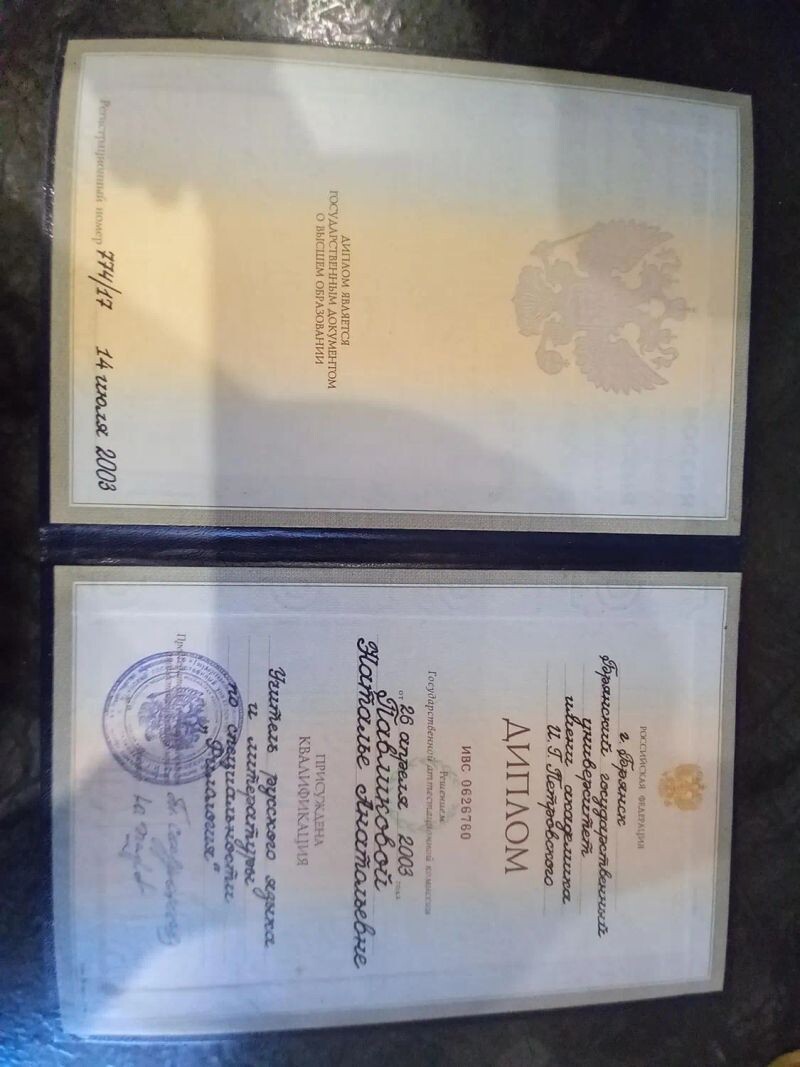 ДИПЛОМ ЯВЛЯЕТСЯ
ГОСУДАРСТВЕННЫМ ДОКУМЕНТОМ
О ВЫСШЕМ ОБРАЗОВАНИИ
Регистрационный номер 774/17 14 июля 2003
РОССИЙСКАЯ ФЕДЕРАЦИЯ
г. Брянск
Брянский государственный
университет
имени академика
И.Г. Петровского
ДИПЛОМ
ИВС 0626760
Решением
Государственной аттестационной комиссии
от 26 апреля 2003 года
Павликовой
Наталье Анатольевне
ПРИСУЖДЕНА
КВАЛИФИКАЦИЯ
Учитель русского языка
и литературы
по специальности
"Филология"